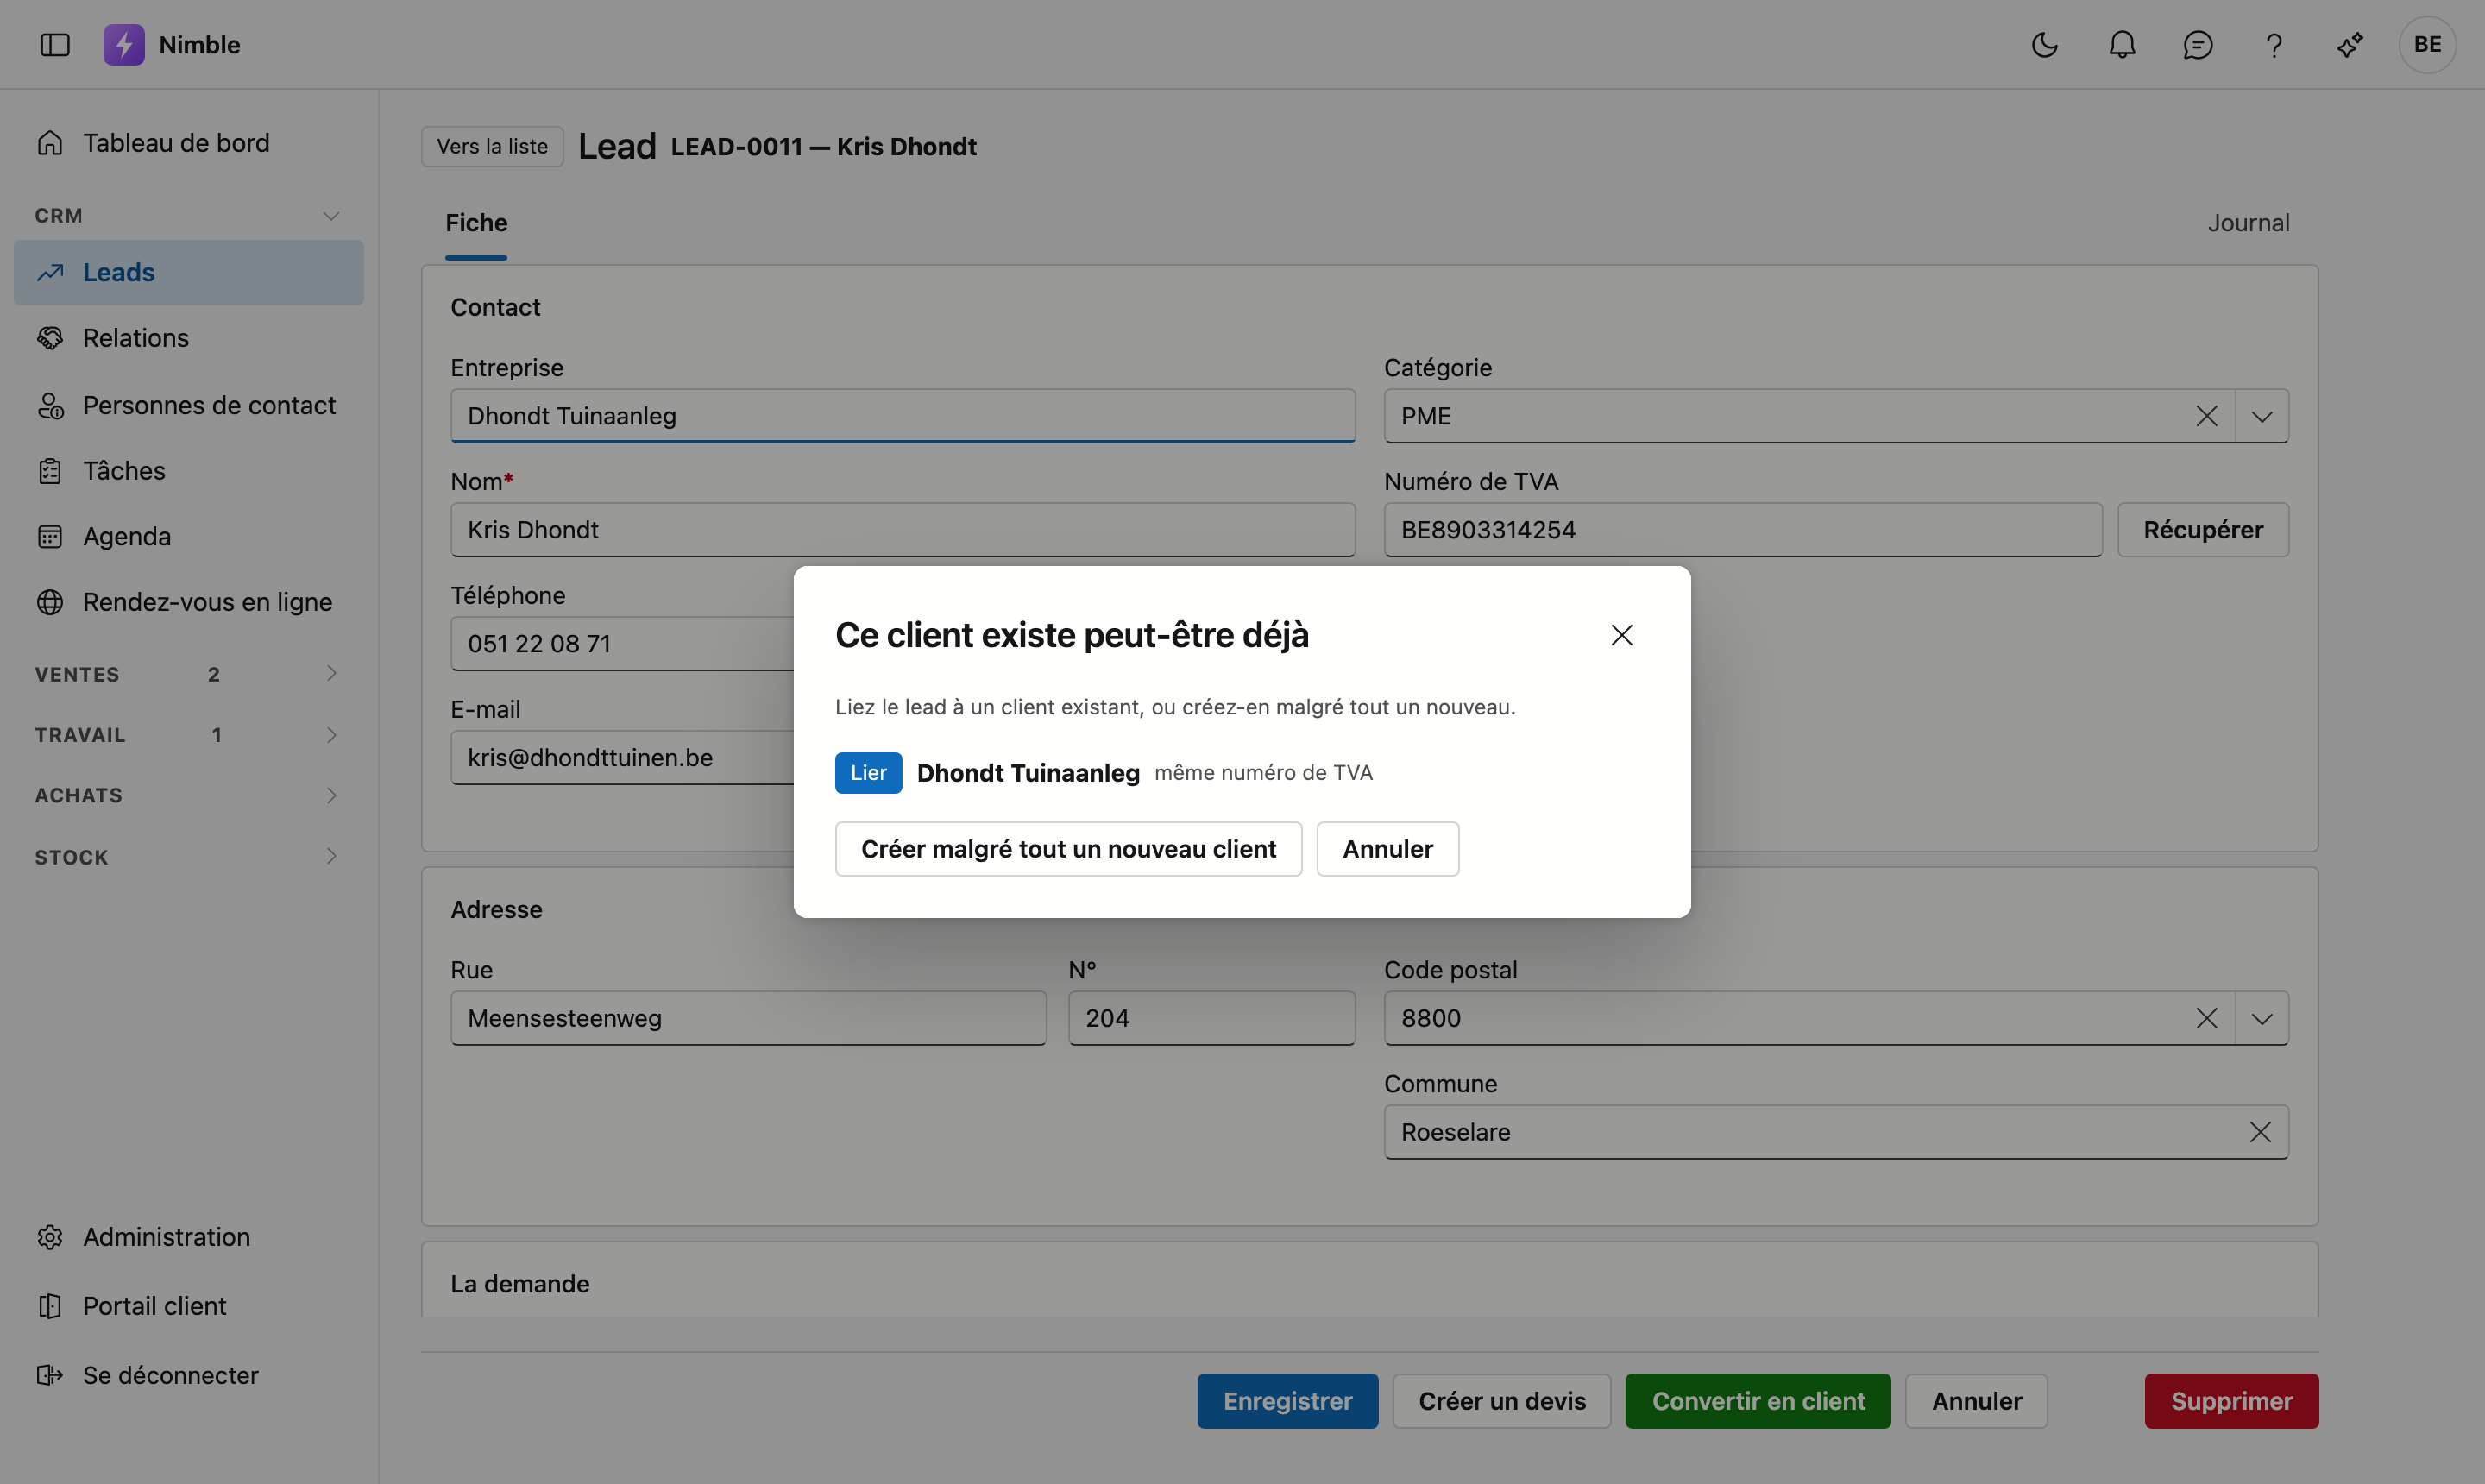 Nimble
BE
Tableau de bord
CRM
Leads
Relations
Personnes de contact
Tâches
Agenda
Rendez-vous en ligne
VENTES 2
TRAVAIL 1
ACHATS
STOCK
Administration
Portail client
Se déconnecter
Vers la liste Lead LEAD-0011 — Kris Dhondt
Fiche Journal
Contact
Entreprise Catégorie
Dhondt Tuinaanleg PME
Nom* Numéro de TVA
Kris Dhondt BE8903314254 Récupérer
Téléphone
051 22 08 71
E-mail
kris@dhondttuinen.be
Ce client existe peut-être déjà
Liez le lead à un client existant, ou créez-en malgré tout un nouveau.
Lier Dhondt Tuinaanleg même numéro de TVA
Créer malgré tout un nouveau client Annuler
Adresse
Rue N° Code postal
Meensesteenweg 204 8800
Commune
Roeselare
La demande
Enregistrer Créer un devis Convertir en client Annuler Supprimer